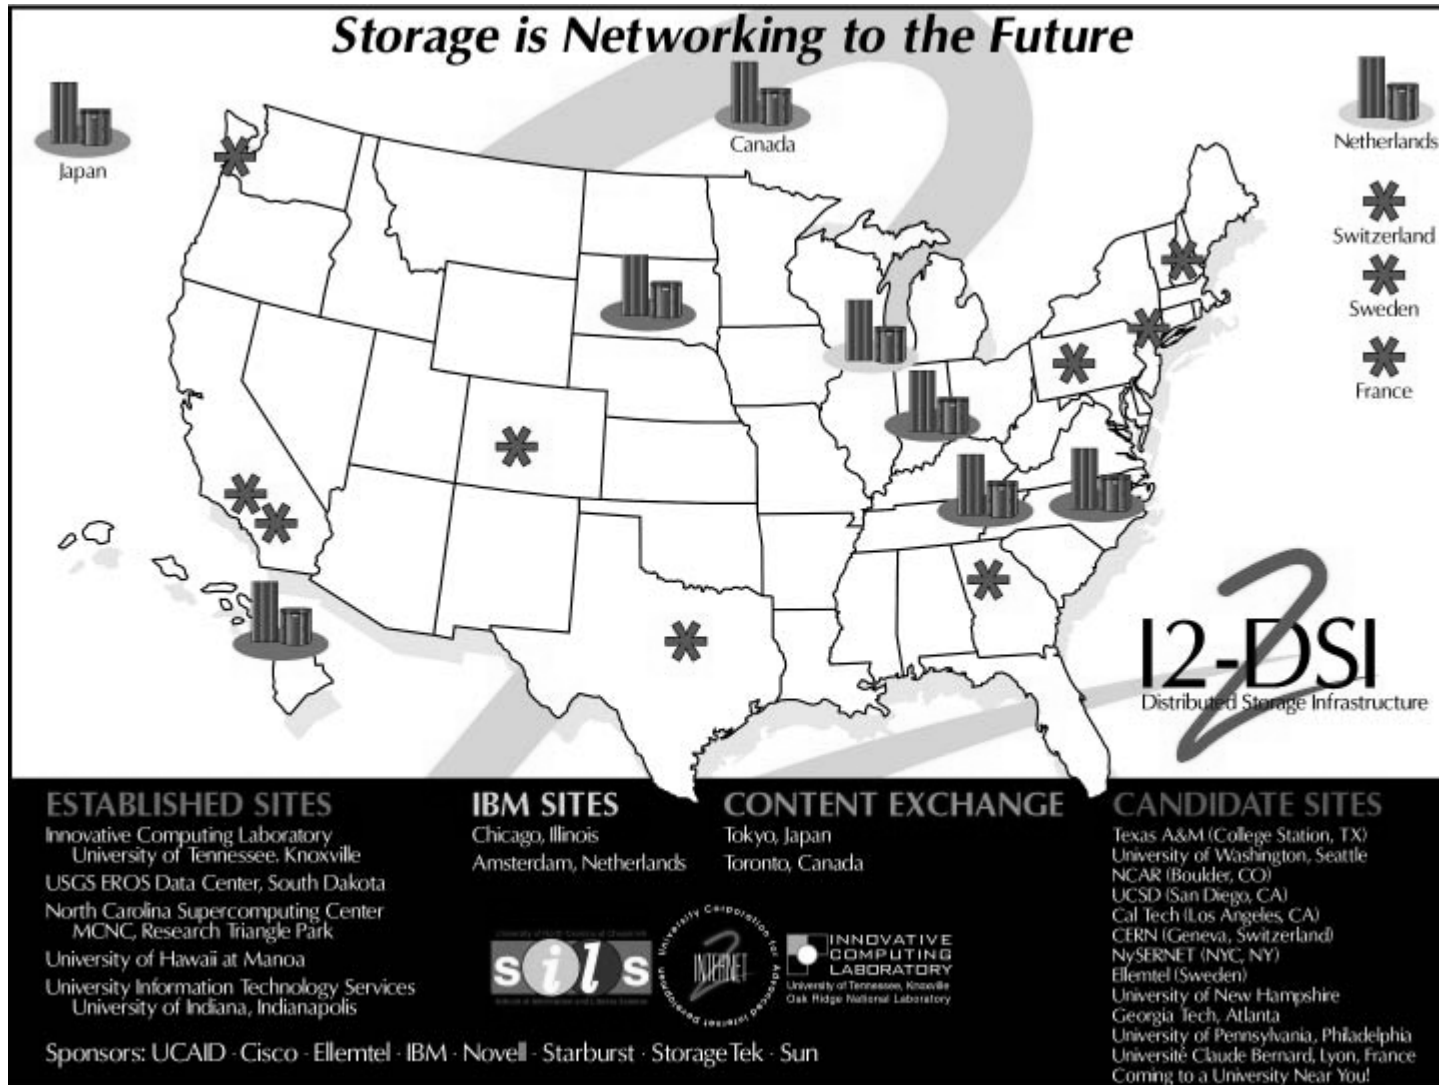 Storage is Networking to the Future
Japan
Canada
Netherlands
Switzerland
Sweden
France
I2-DSI
Distributed Storage Infrastructure
ESTABLISHED SITES
Innovative Computing Laboratory
University of Tennessee, Knoxville
USGS EROS Data Center, South Dakota
North Carolina Supercomputing Center
MCNC, Research Triangle Park
University of Hawaii at Manoa
University Information Technology Services
University of Indiana, Indianapolis
IBM SITES
Chicago, Illinois
Amsterdam, Netherlands
CONTENT EXCHANGE
Tokyo, Japan
Toronto, Canada
CANDIDATE SITES
Texas A&M (College Station, TX)
University of Washington, Seattle
NCAR (Boulder, CO)
UCSD (San Diego, CA)
Cal Tech (Los Angeles, CA)
CERN (Geneva, Switzerland)
NySERNET (NYC, NY)
Ellemtel (Sweden)
University of New Hampshire
Georgia Tech, Atlanta
University of Pennsylvania, Philadelphia
Université Claude Bernard, Lyon, France
Coming to a University Near You!
sils
University Corporation for Advanced Internet Development
INTERNET
2
INNOVATIVE
COMPUTING
LABORATORY
University of Tennessee, Knoxville
Oak Ridge National Laboratory
Sponsors: UCAID · Cisco · Ellemtel · IBM · Novell · Starburst · StorageTek · Sun